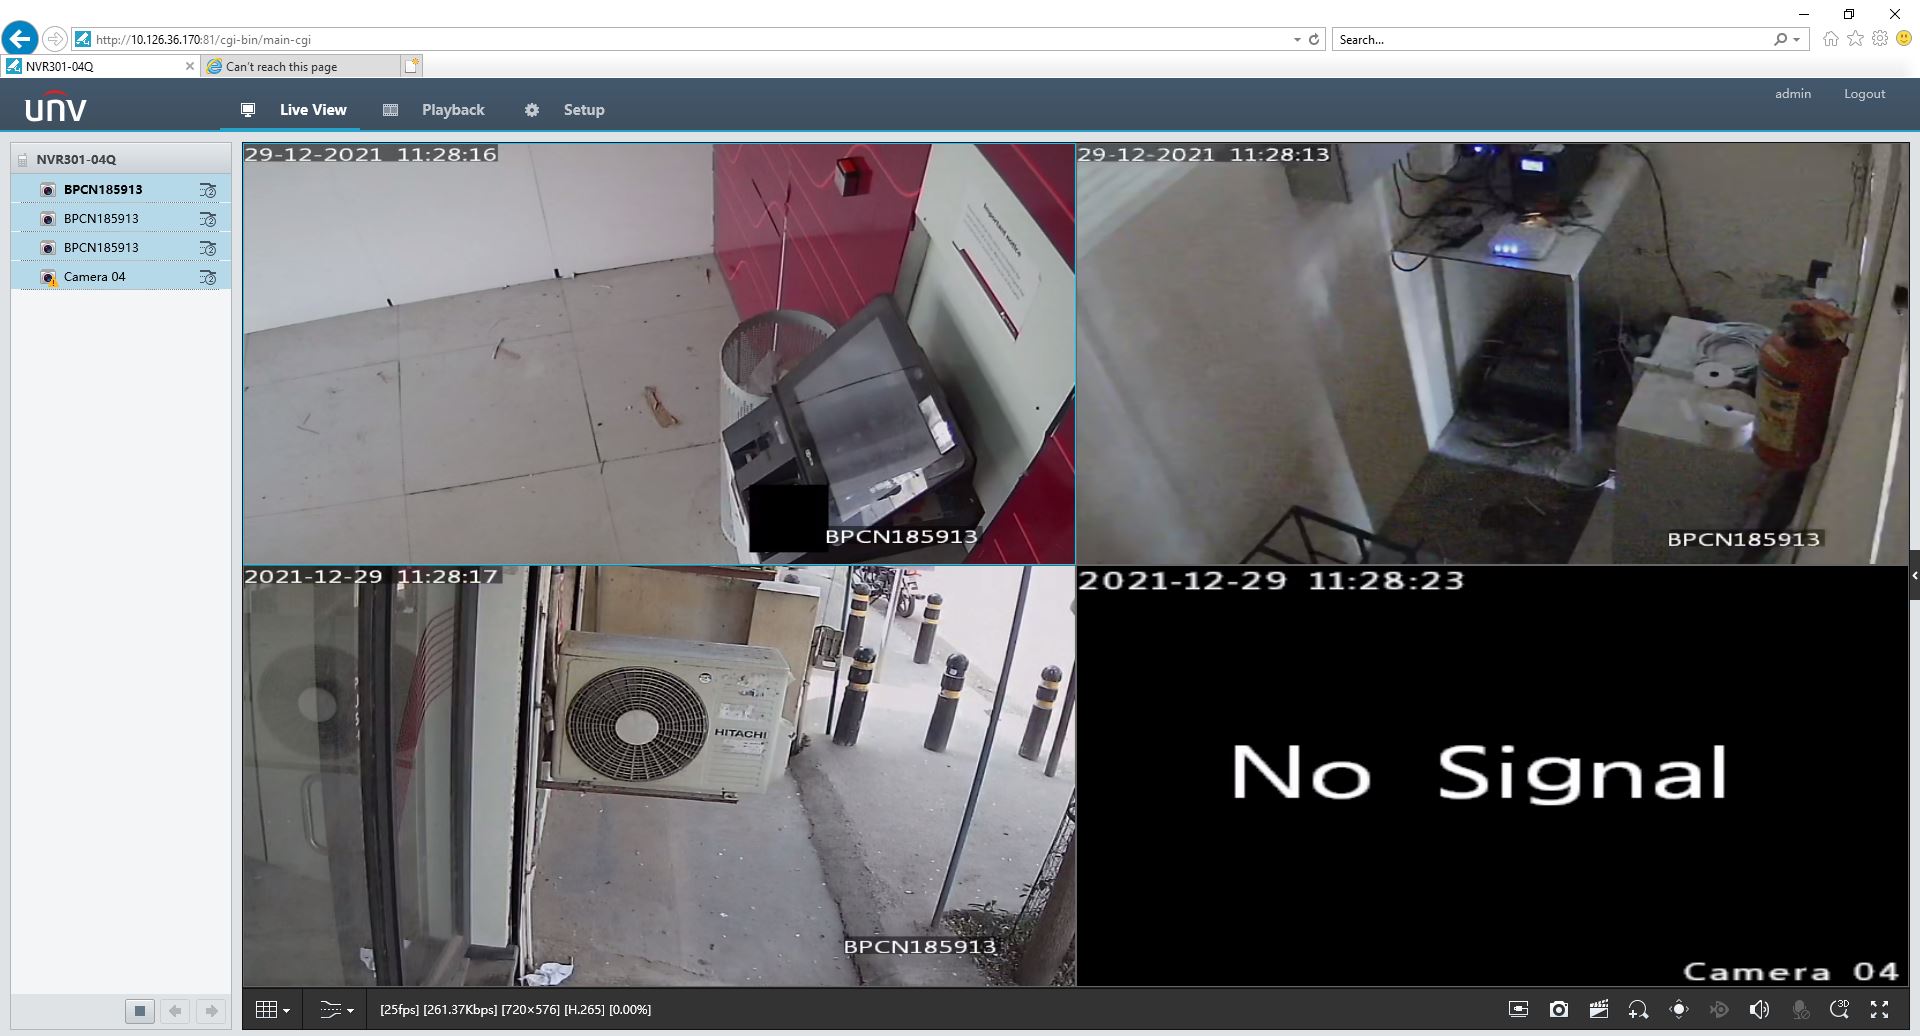 http://10.126.36.170:81/cgi-bin/main-cgi
Search...
NVR301-04Q
Can't reach this page
unv
Live View
Playback
Setup
admin
Logout
NVR301-04Q
BPCN185913
BPCN185913
BPCN185913
Camera 04
29-12-2021 11:28:16
Important notice
BPCN185913
29-12-2021 11:28:13
BPCN185913
2021-12-29 11:28:17
HITACHI
BPCN185913
2021-12-29 11:28:23
No Signal
Camera 04
[25fps] [261.37Kbps] [720×576] [H.265] [0.00%]
3D